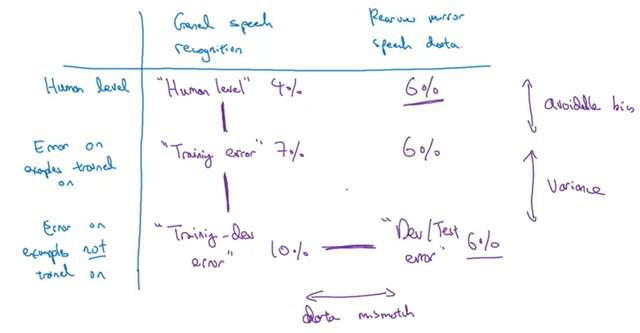 General speech
recognition
Rearview mirror
speech data.
Human level
"Human level" 4%
6%
avoidable bias
Error on
examples trained
on
"Training error" 7%
6%
Variance
Error on
examples not
trained on
"Training-dev
error"
10%
"Dev/Test
error"
6%
data mismatch